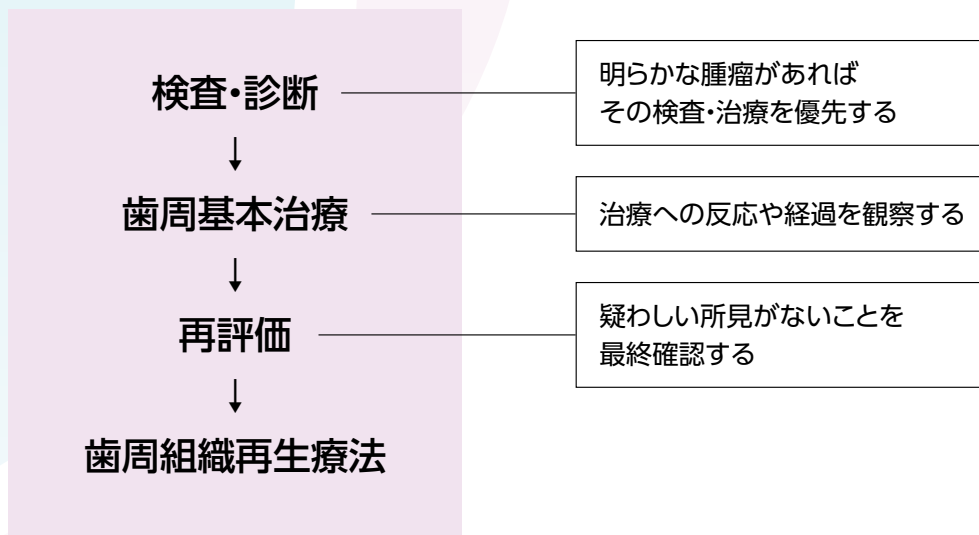 検査・診断
明らかな腫瘤があれば
その検査・治療を優先する
↓
歯周基本治療
治療への反応や経過を観察する
↓
再評価
疑わしい所見がないことを
最終確認する
↓
歯周組織再生療法